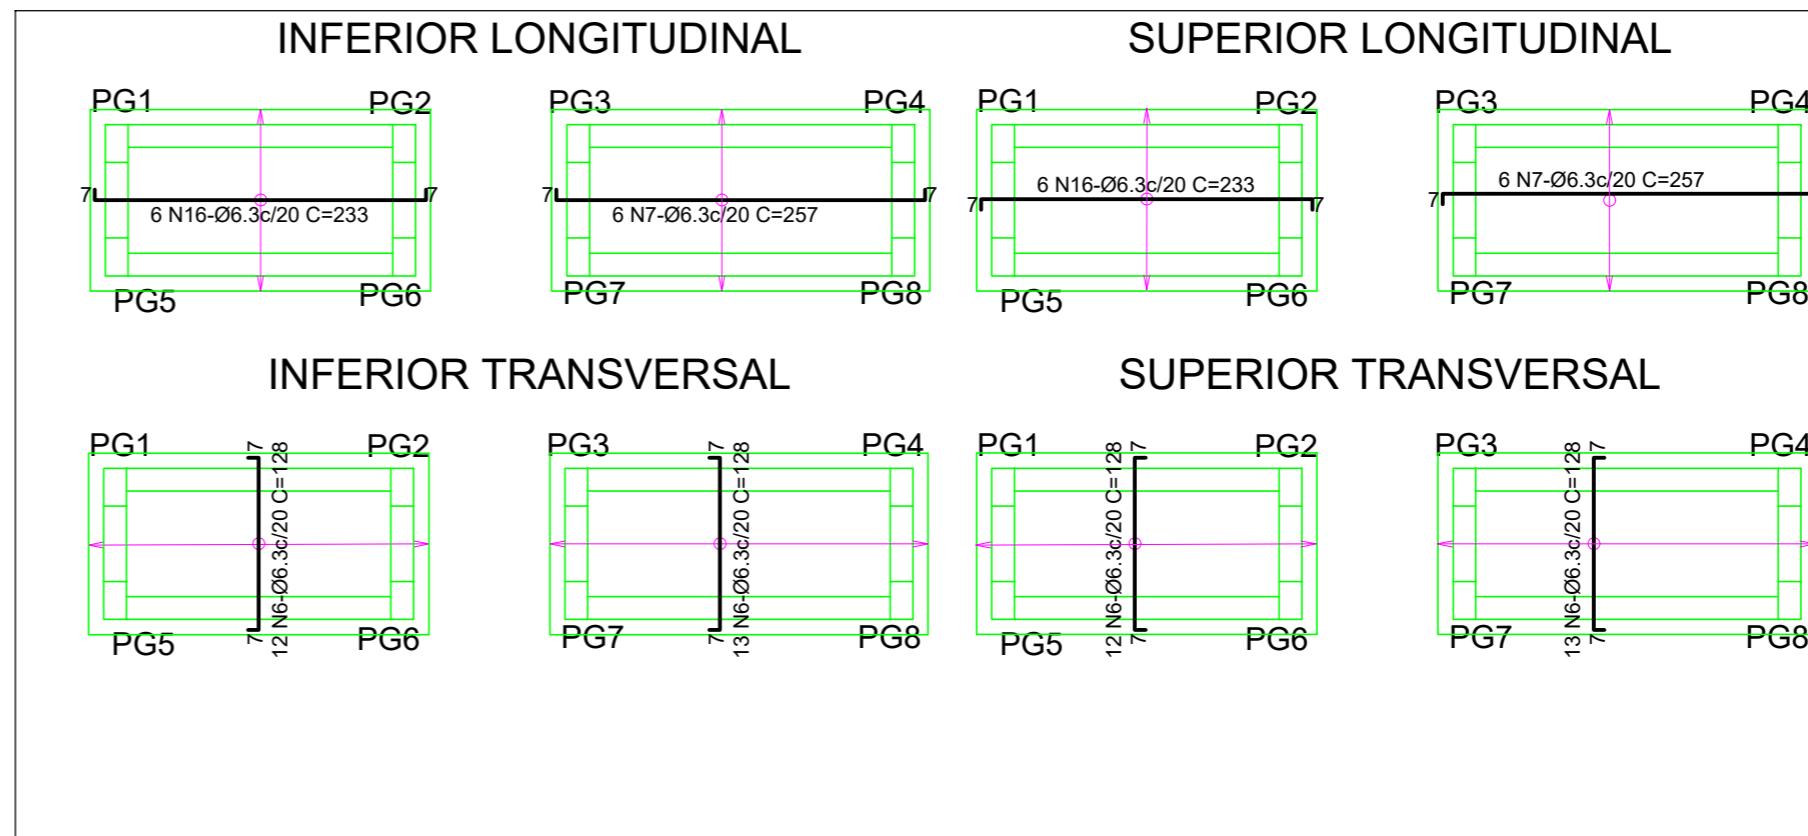 INFERIOR LONGITUDINAL
PG1
PG2
7
7
6 N16-Ø6.3c/20 C=233
PG5
PG6
PG3
PG4
7
7
6 N7-Ø6.3c/20 C=257
PG7
PG8
SUPERIOR LONGITUDINAL
PG1
PG2
6 N16-Ø6.3c/20 C=233
7
7
PG5
PG6
PG3
PG4
6 N7-Ø6.3c/20 C=257
7
PG7
PG8
INFERIOR TRANSVERSAL
PG1
PG2
7
12 N6-Ø6.3c/20 C=128
7
PG5
PG6
PG3
PG4
7
13 N6-Ø6.3c/20 C=128
7
PG7
PG8
SUPERIOR TRANSVERSAL
PG1
PG2
12 N6-Ø6.3c/20 C=128
7
7
PG5
PG6
PG3
PG4
13 N6-Ø6.3c/20 C=128
7
7
PG7
PG8